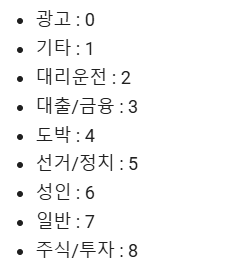 • 광고 : 0
• 기타 : 1
• 대리운전 : 2
• 대출/금융 : 3
• 도박 : 4
• 선거/정치 : 5
• 성인 : 6
• 일반 : 7
• 주식/투자 : 8